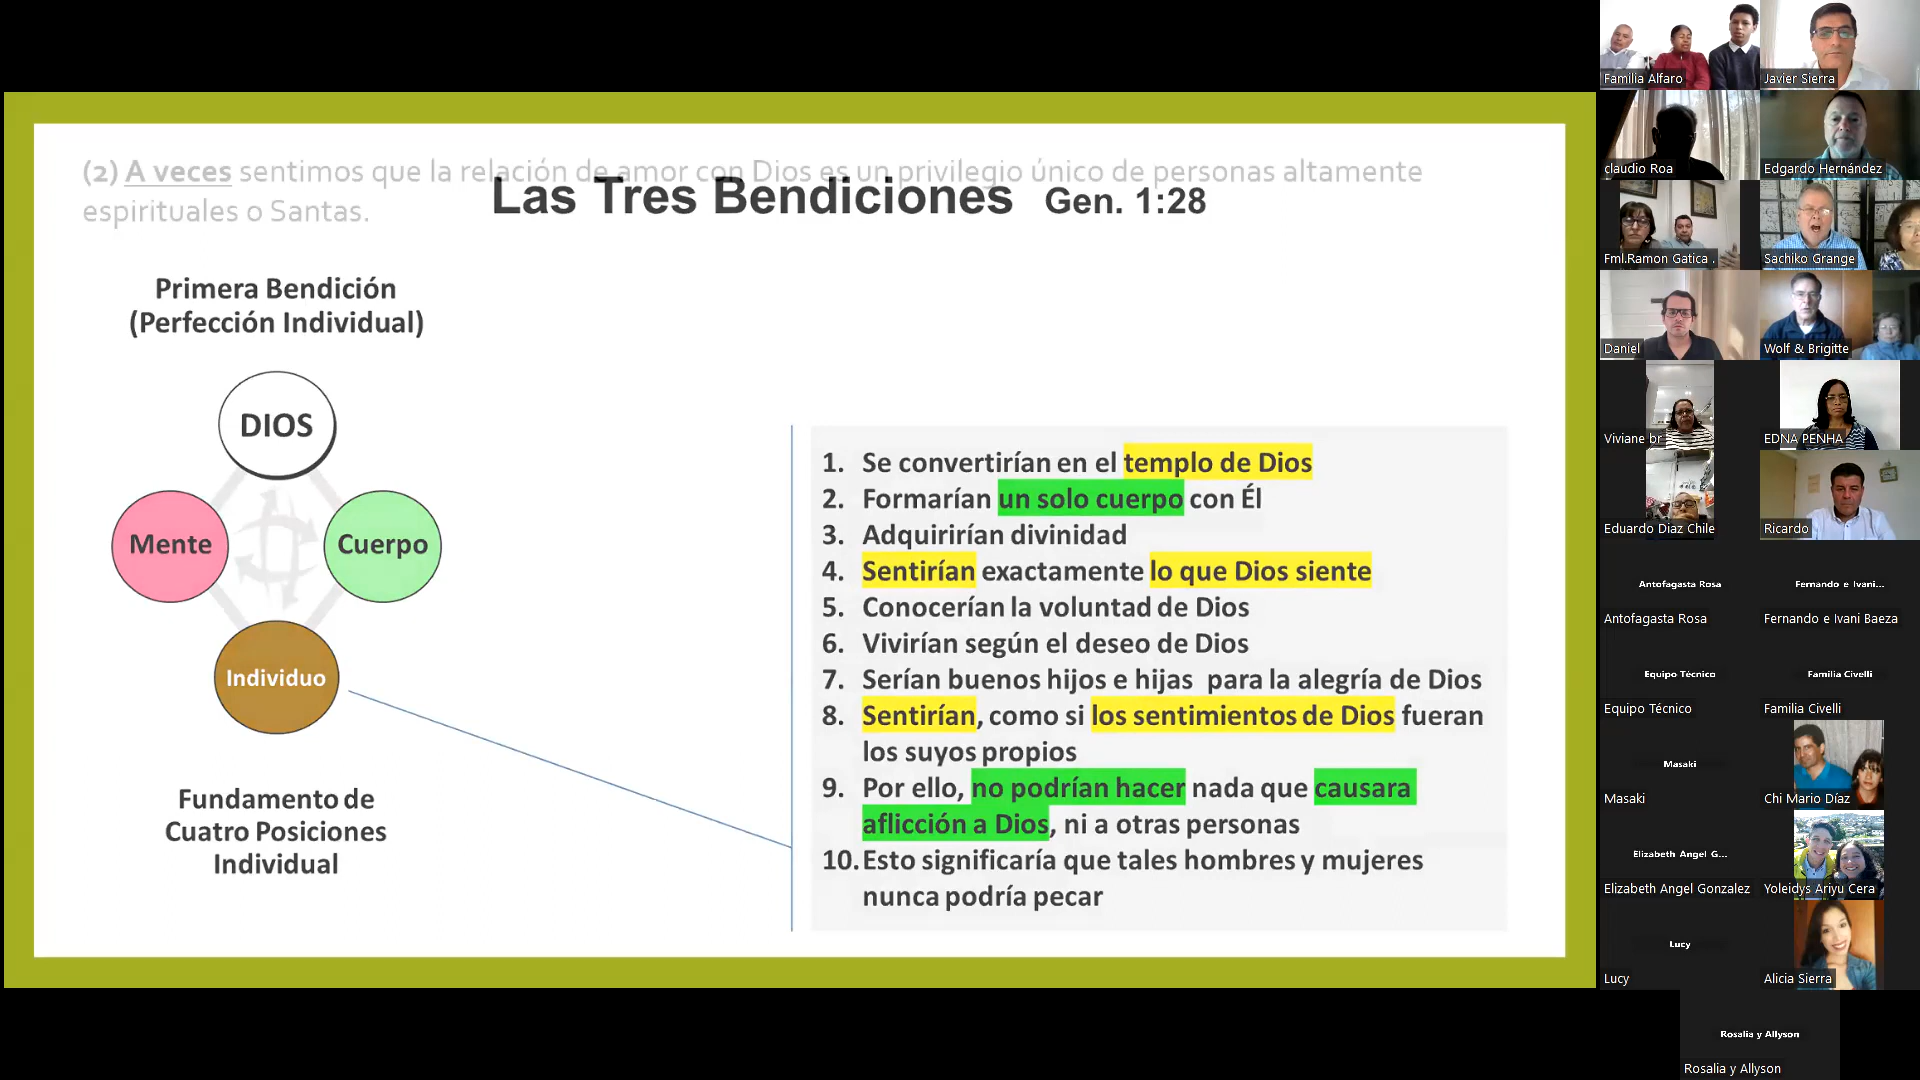 (2) A veces sentimos que la relación de amor con Dios es un privilegio único de personas altamente
espirituales o Santas.
Las Tres Bendiciones Gen. 1:28
Primera Bendición
(Perfección Individual)
DIOS
Mente
Cuerpo
Individuo
Fundamento de
Cuatro Posiciones
Individual
1. Se convertirían en el templo de Dios
2. Formarían un solo cuerpo con Él
3. Adquirirían divinidad
4. Sentirían exactamente lo que Dios siente
5. Conocerían la voluntad de Dios
6. Vivirían según el deseo de Dios
7. Serían buenos hijos e hijas para la alegría de Dios
8. Sentirían, como si los sentimientos de Dios fueran
los suyos propios
9. Por ello, no podrían hacer nada que causara
aflicción a Dios, ni a otras personas
10. Esto significaría que tales hombres y mujeres
nunca podría pecar
Familia Alfaro
Javier Sierra
claudio Roa
Edgardo Hernández
Fml.Ramon Gatica .
Sachiko Grange
Daniel
Wolf & Brigitte
Viviane br
EDNA PENHA
Eduardo Diaz Chile
Ricardo
Antofagasta Rosa
Fernando e Ivani...
Antofagasta Rosa
Fernando e Ivani Baeza
Equipo Técnico
Familia Civelli
Equipo Técnico
Familia Civelli
Masaki
Masaki
Chi Mario Díaz
Elizabeth Angel G...
Elizabeth Angel Gonzalez
Yoleidys Ariyu Cera
Lucy
Lucy
Alicia Sierra
Rosalia y Allyson
Rosalia y Allyson